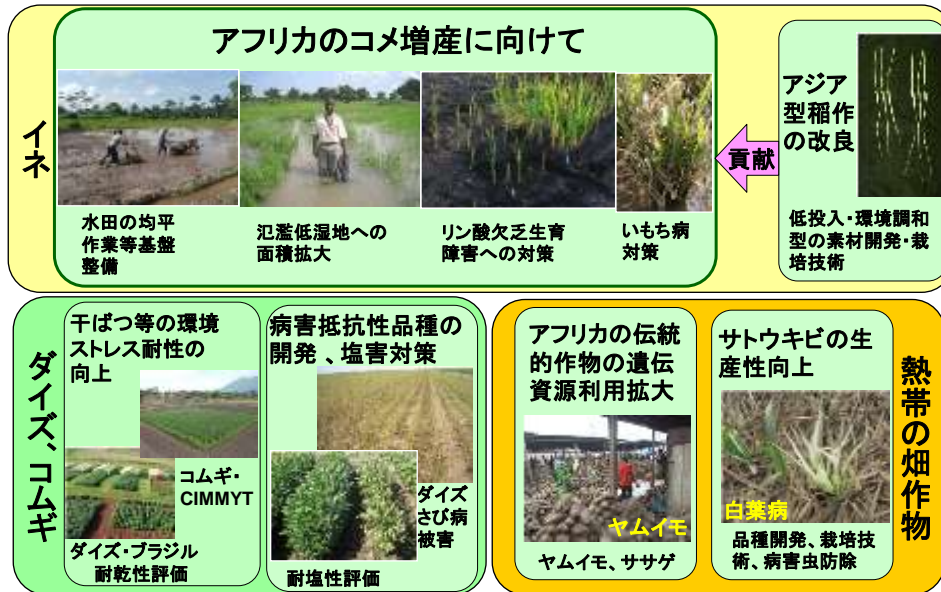 イネ
アフリカのコメ増産に向けて
水田の均平
作業等基盤
整備
氾濫低湿地への
面積拡大
リン酸欠乏生育
障害への対策
いもち病
対策
貢献
アジア
型稲作
の改良
低投入・環境調和
型の素材開発・栽
培技術
ダイズ、コムギ
干ばつ等の環境
ストレス耐性の
向上
コムギ・
CIMMYT
ダイズ・ブラジル
耐乾性評価
病害抵抗性品種の
開発 、塩害対策
ダイズ
さび病
被害
耐塩性評価
アフリカの伝統
的作物の遺伝
資源利用拡大
ヤムイモ
ヤムイモ、ササゲ
サトウキビの生
産性向上
白葉病
品種開発、栽培技
術、病害虫防除
熱帯の畑作物